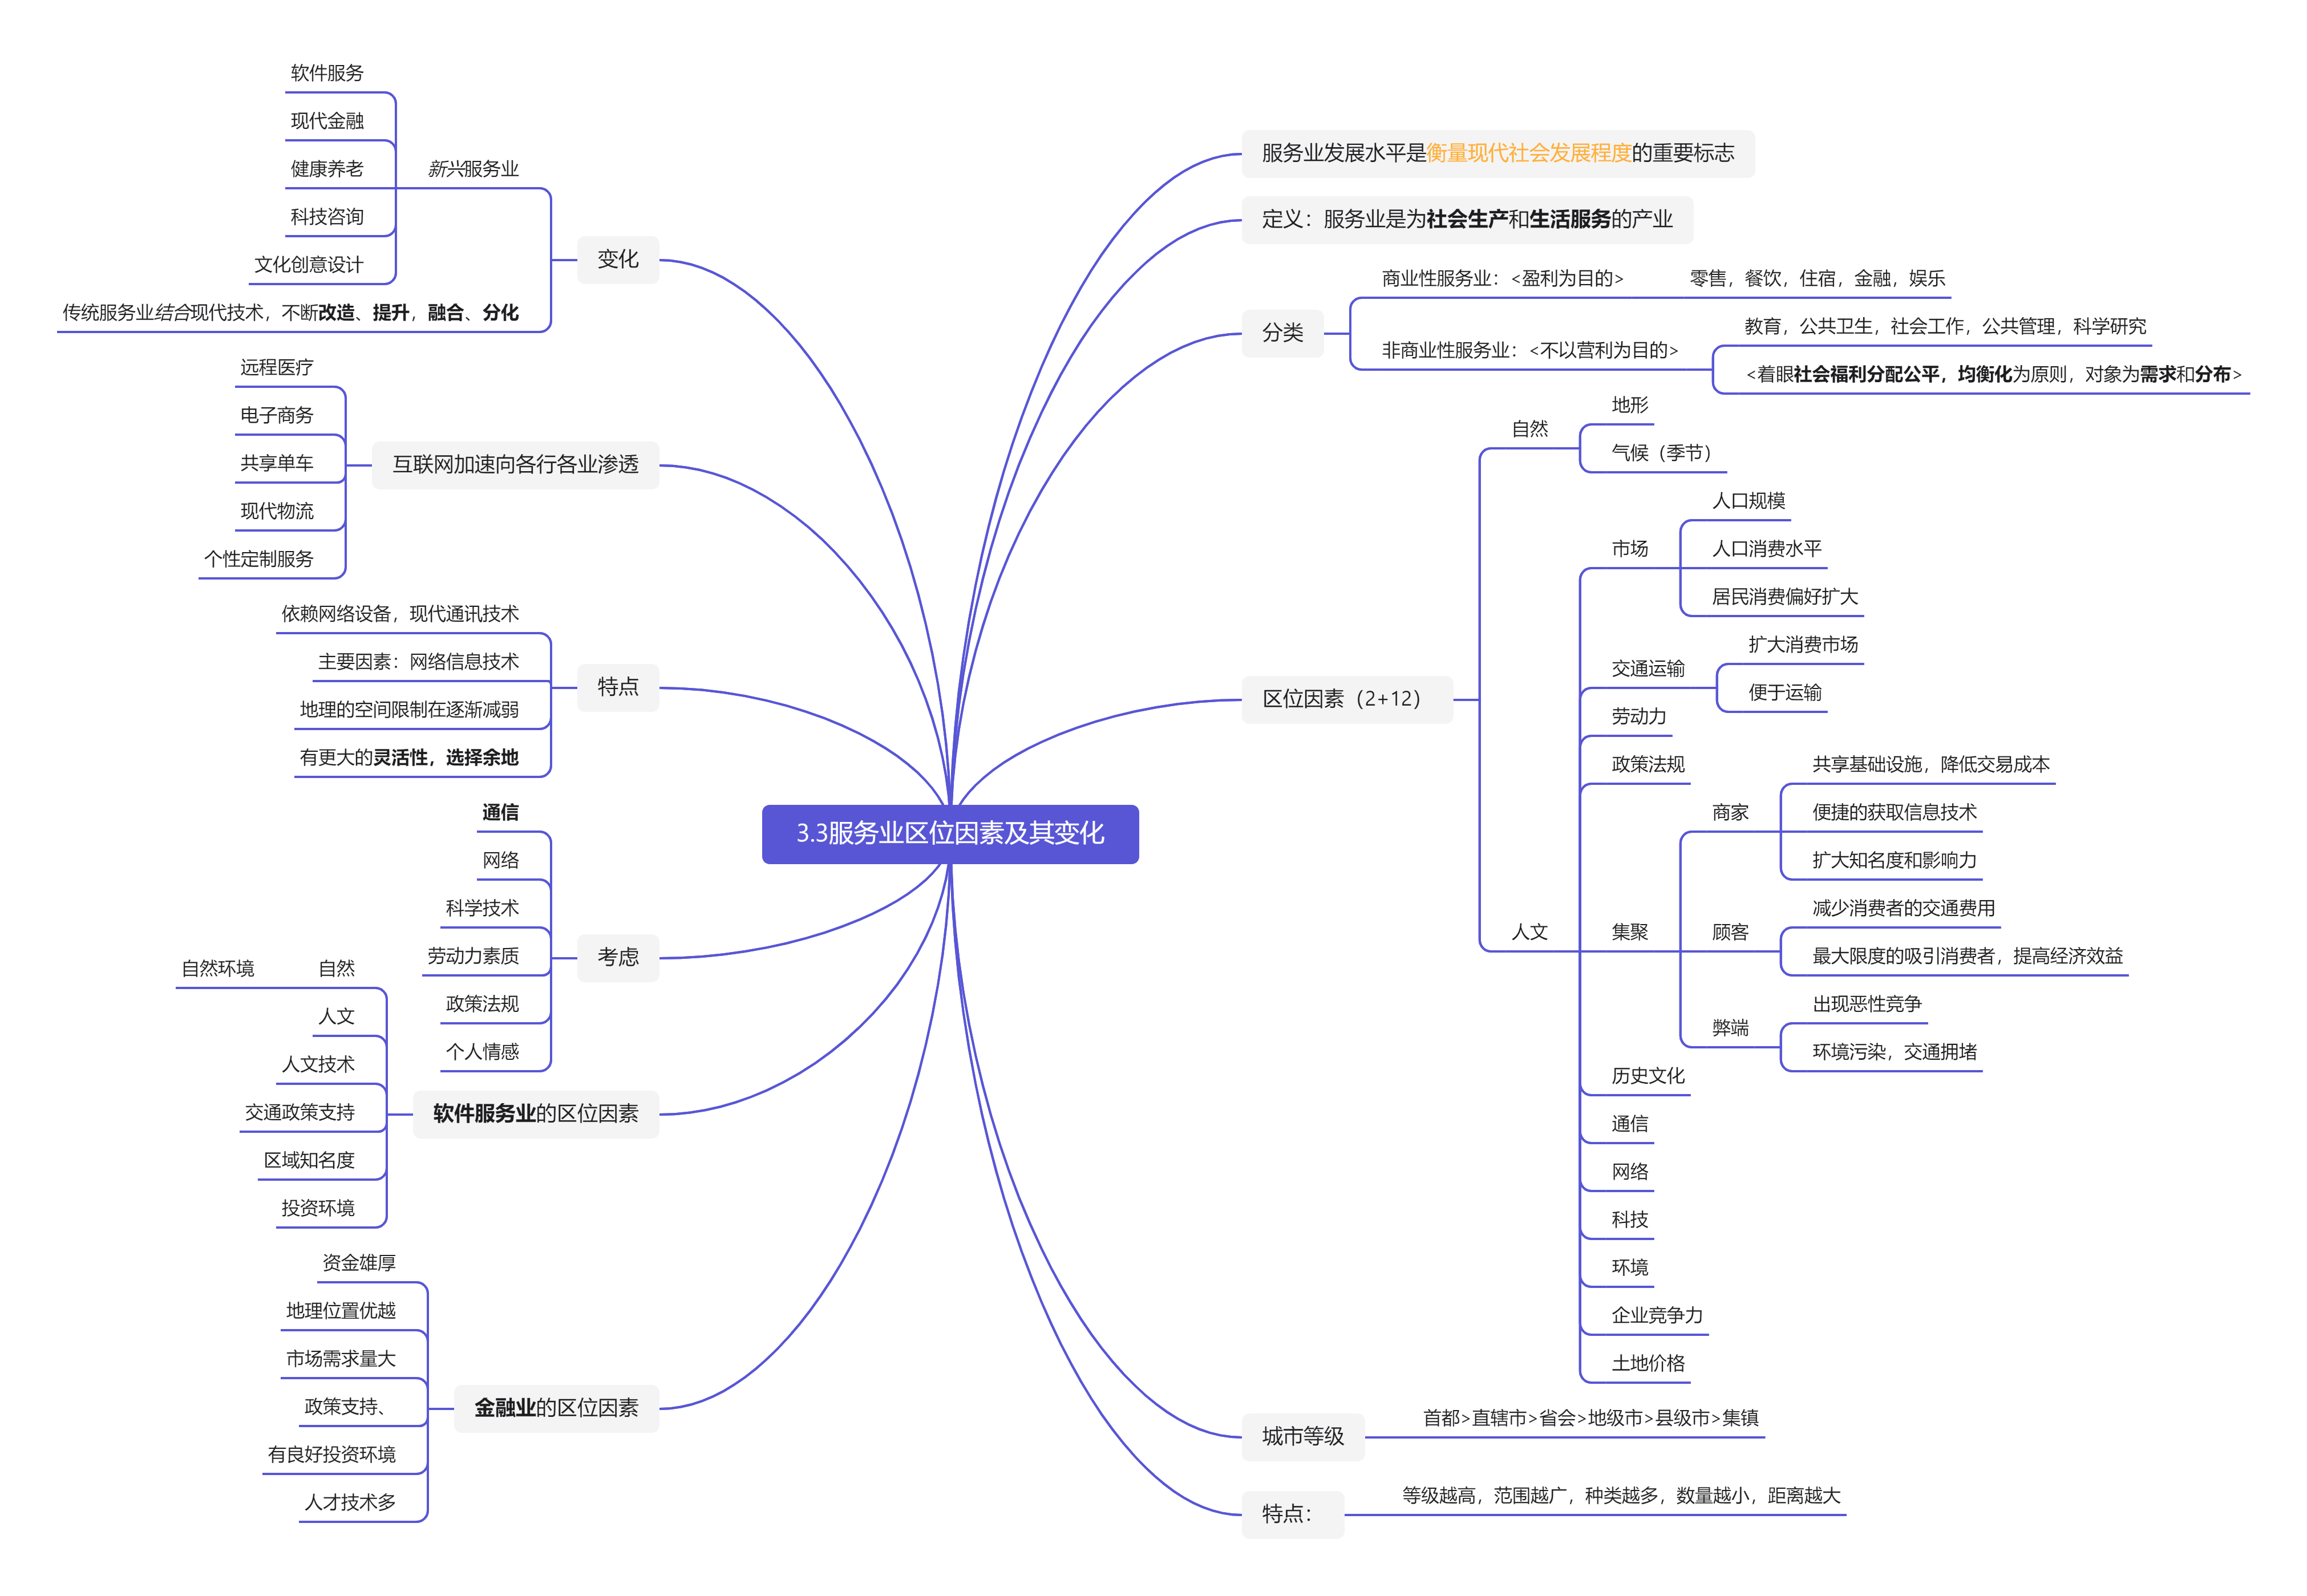 3.3服务业区位因素及其变化
服务业发展水平是衡量现代社会发展程度的重要标志
定义：服务业是为社会生产和生活服务的产业
分类
商业性服务业：<盈利为目的>
零售，餐饮，住宿，金融，娱乐
非商业性服务业：<不以营利为目的>
教育，公共卫生，社会工作，公共管理，科学研究
<着眼社会福利分配公平，均衡化为原则，对象为需求和分布>
区位因素（2+12）
自然
地形
气候（季节）
人文
市场
人口规模
人口消费水平
居民消费偏好扩大
交通运输
扩大消费市场
便于运输
劳动力
政策法规
集聚
商家
共享基础设施，降低交易成本
便捷的获取信息技术
扩大知名度和影响力
顾客
减少消费者的交通费用
最大限度的吸引消费者，提高经济效益
弊端
出现恶性竞争
环境污染，交通拥堵
历史文化
通信
网络
科技
环境
企业竞争力
土地价格
城市等级
首都>直辖市>省会>地级市>县级市>集镇
特点：
等级越高，范围越广，种类越多，数量越小，距离越大
变化
新兴服务业
软件服务
现代金融
健康养老
科技咨询
文化创意设计
传统服务业结合现代技术，不断改造、提升，融合、分化
互联网加速向各行各业渗透
远程医疗
电子商务
共享单车
现代物流
个性定制服务
特点
依赖网络设备，现代通讯技术
主要因素：网络信息技术
地理的空间限制在逐渐减弱
有更大的灵活性，选择余地
考虑
通信
网络
科学技术
劳动力素质
政策法规
个人情感
软件服务业的区位因素
自然
自然环境
人文
人文技术
交通政策支持
区域知名度
投资环境
金融业的区位因素
资金雄厚
地理位置优越
市场需求量大
政策支持、
有良好投资环境
人才技术多